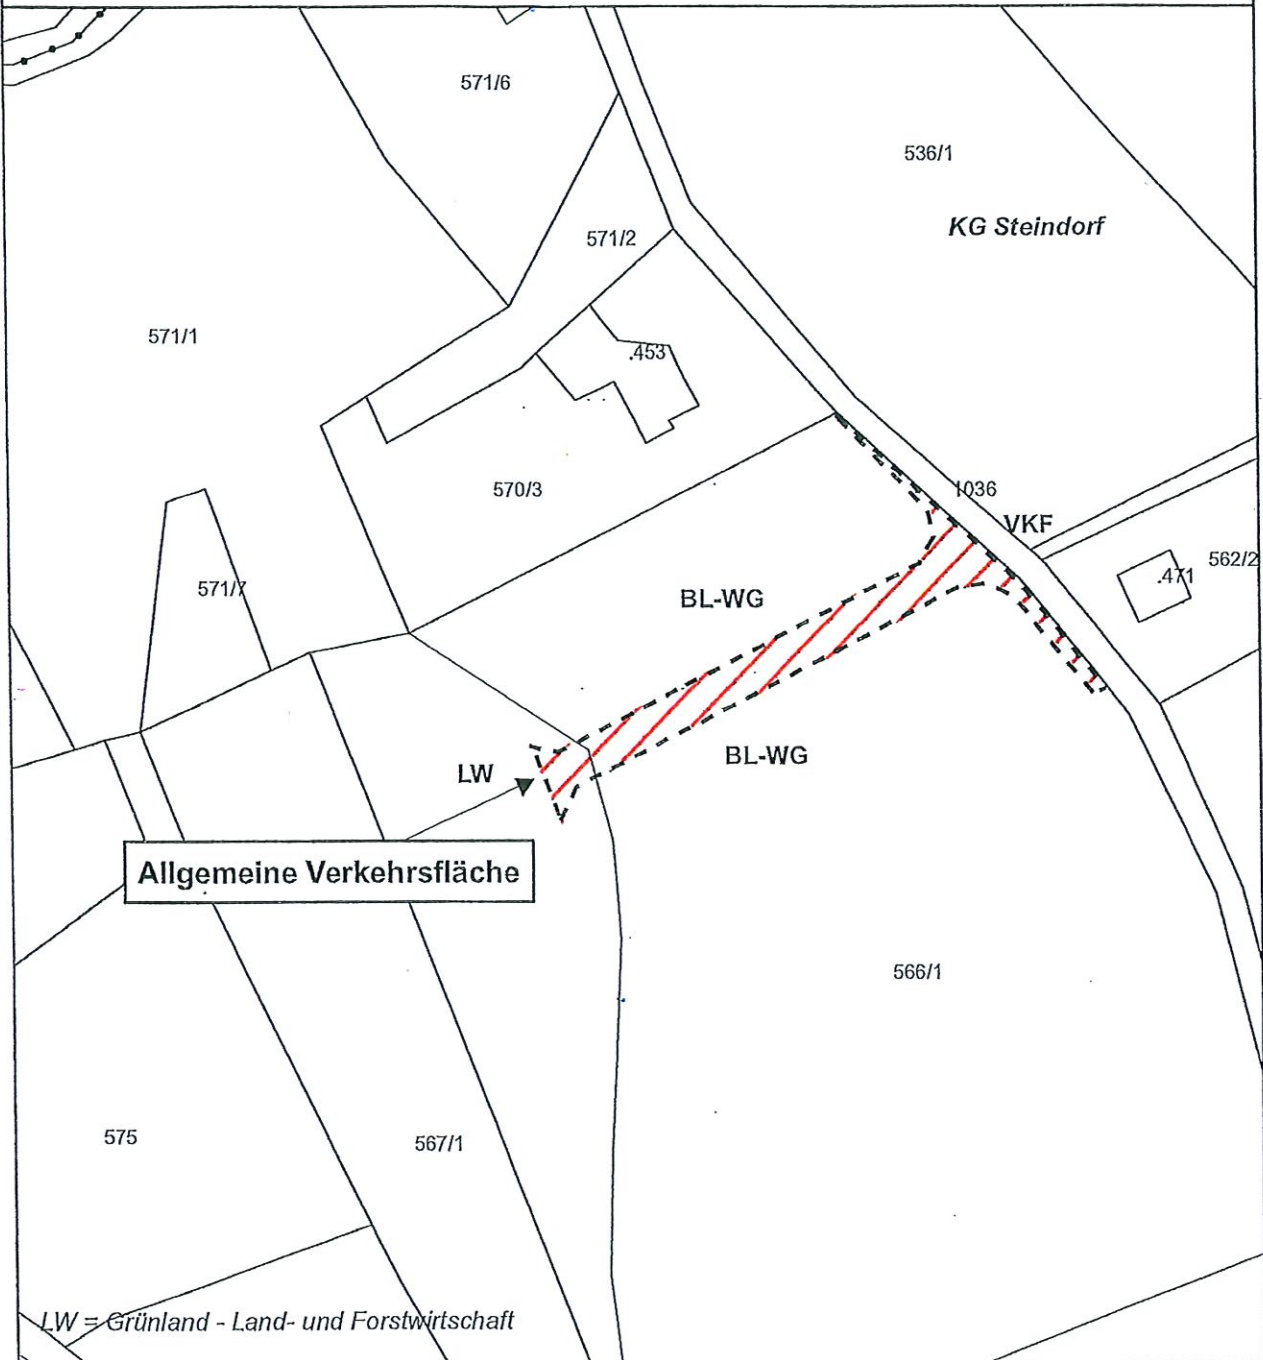 571/6
536/1
KG Steindorf
571/2
571/1
.453
570/3
1036
VKF
562/2
.471
571/7
BL-WG
BL-WG
LW
Allgemeine Verkehrsfläche
566/1
575
567/1
LW = Grünland - Land- und Forstwirtschaft